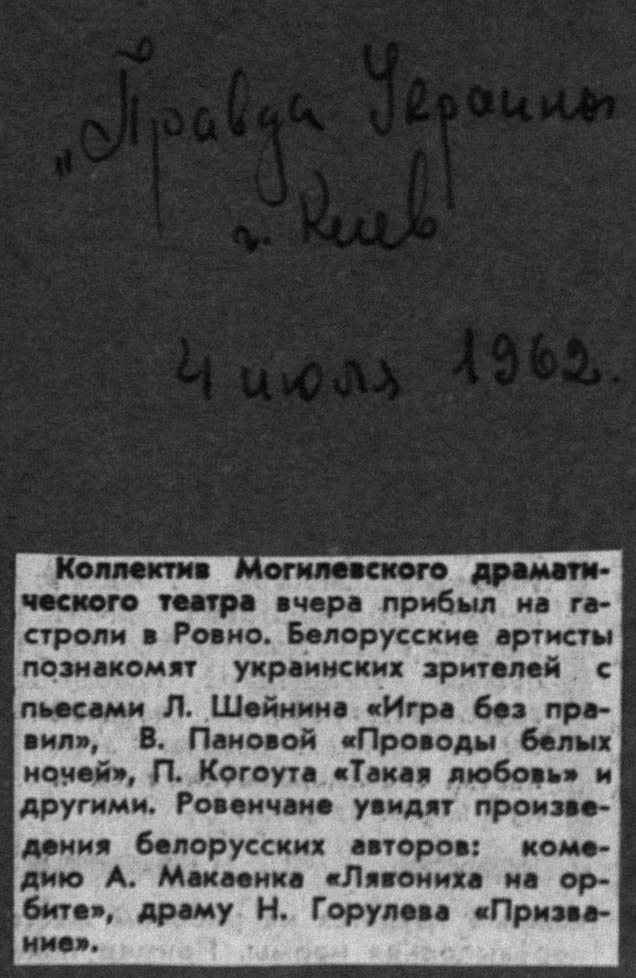 „Правда Украины
г. Киев
4 июля 1962.
Коллектив Могилевского драмати-
ческого театра вчера прибыл на га-
строли в Ровно. Белорусские артисты
познакомят украинских зрителей с
пьесами Л. Шейнина «Игра без пра-
вил», В. Пановой «Проводы белых
ночей», П. Когоута «Такая любовь» и
другими. Ровенчане увидят произве-
дения белорусских авторов: коме-
дию А. Макаенка «Лявониха на ор-
бите», драму Н. Горулева «Призва-
ние».